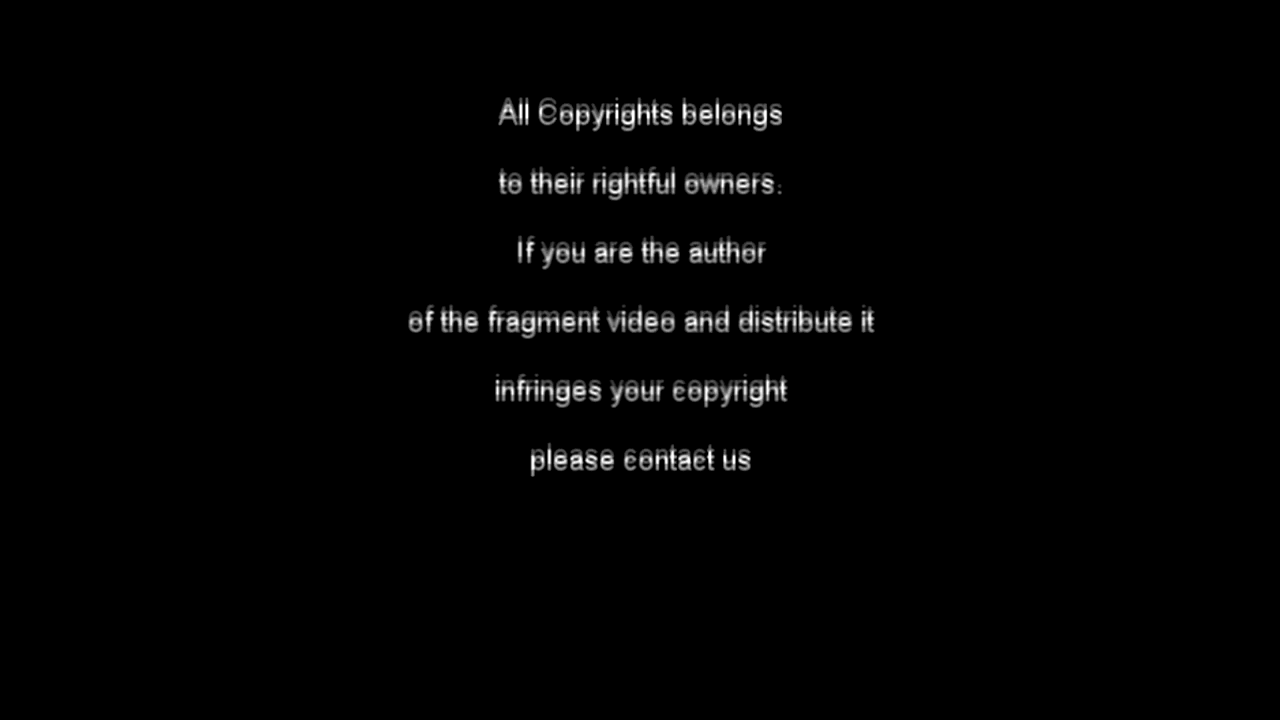 All Copyrights belongs
to their rightful owners.
If you are the author
of the fragment video and distribute it
infringes your copyright
please contact us